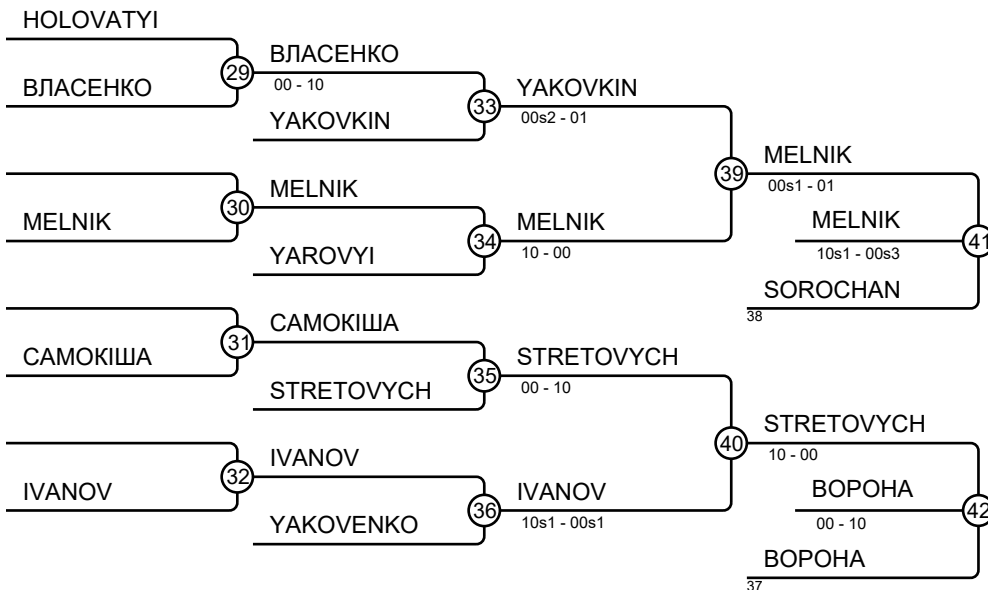 HOLOVATYI
ВЛАСЕНКО
29
ВЛАСЕНКО
00 - 10
YAKOVKIN
33
YAKOVKIN
00s2 - 01
MELNIK
30
MELNIK
YAROVYI
34
MELNIK
10 - 00
39
MELNIK
00s1 - 01
MELNIK
10s1 - 00s3
41
SOROCHAN
38
САМОКІША
31
САМОКІША
STRETOVYCH
35
STRETOVYCH
00 - 10
IVANOV
32
IVANOV
YAKOVENKO
36
IVANOV
10s1 - 00s1
40
STRETOVYCH
10 - 00
ВОРОНА
00 - 10
42
ВОРОНА
37